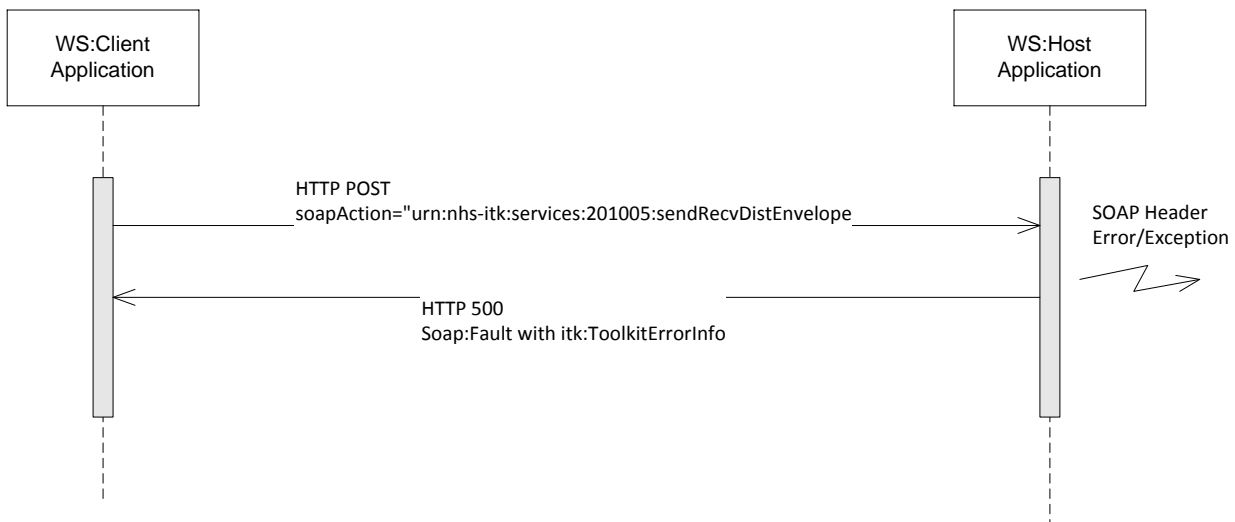 WS:Client
Application
WS:Host
Application
HTTP POST
soapAction="urn:nhs-itk:services:201005:sendRecvDistEnvelope
SOAP Header
Error/Exception
HTTP 500
Soap:Fault with itk:ToolkitErrorInfo